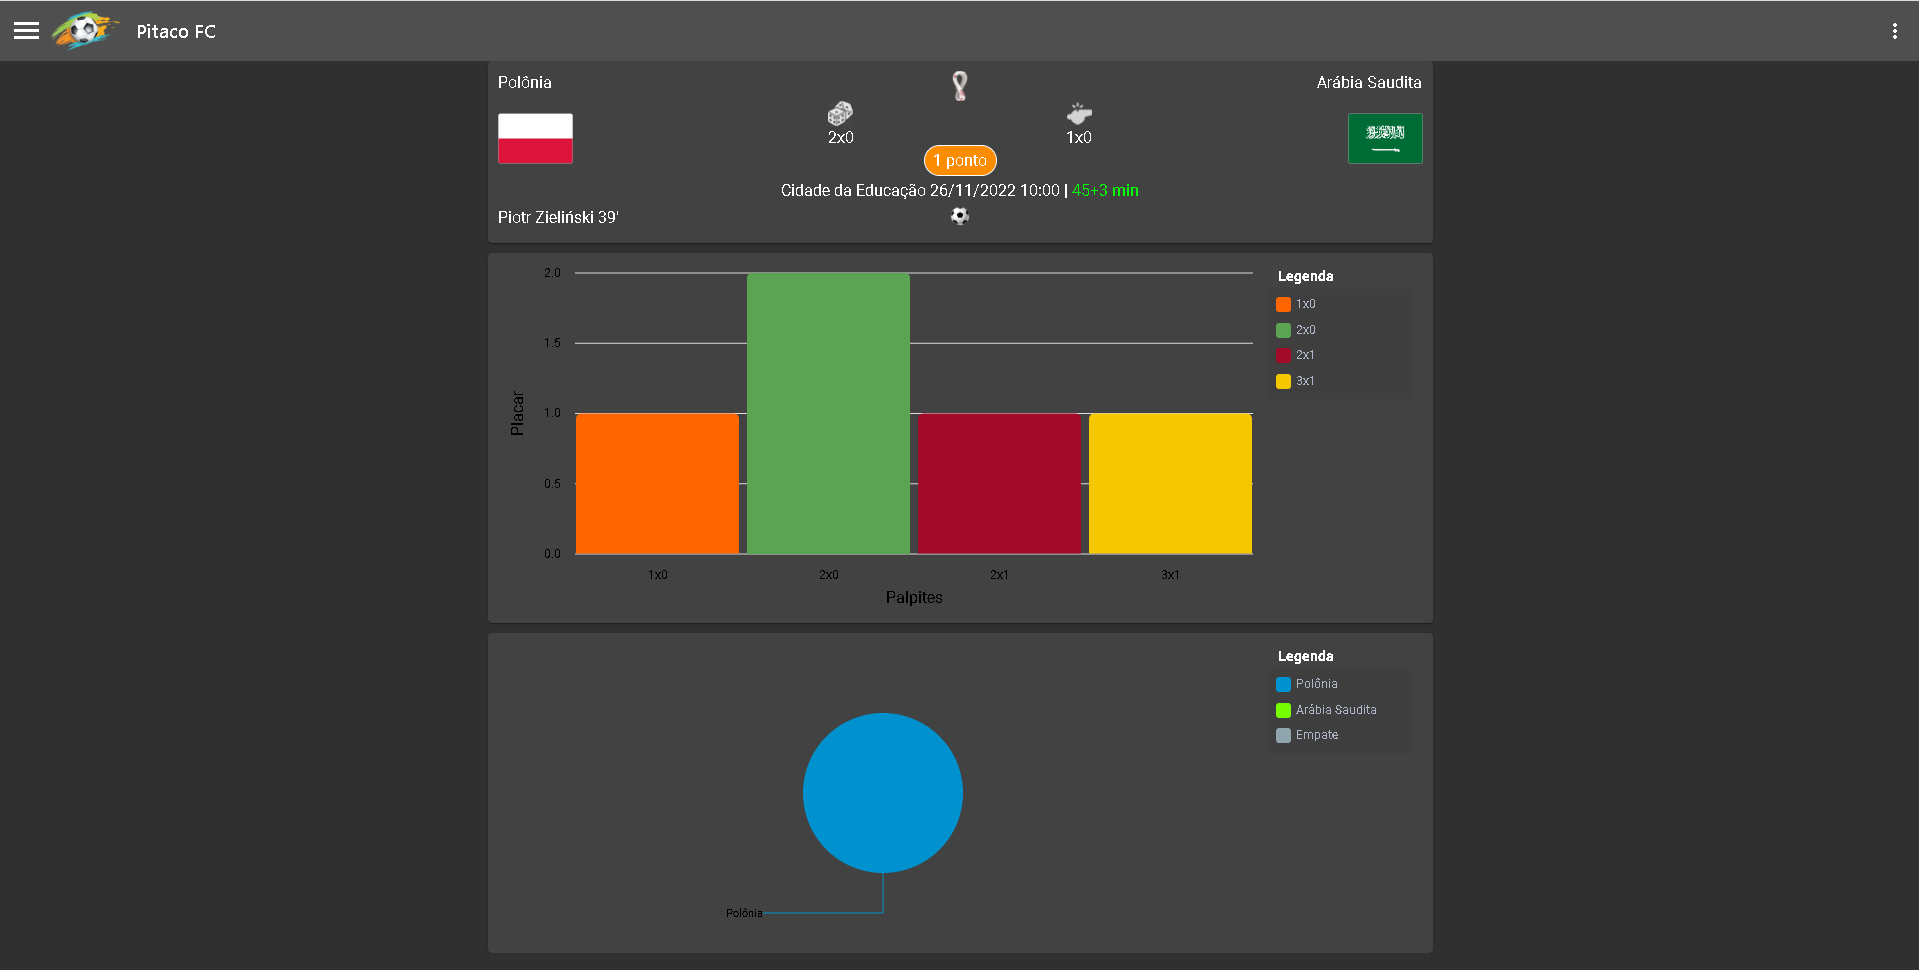 Pitaco FC
Polônia
Arábia Saudita
2x0
1x0
1 ponto
Cidade da Educação 26/11/2022 10:00 | 45+3 min
Piotr Zieliński 39'
2.0
1.5
1.0
0.5
0.0
Placar
1x0
2x0
2x1
3x1
Palpites
Legenda
1x0
2x0
2x1
3x1
Legenda
Polônia
Arábia Saudita
Empate
Polônia